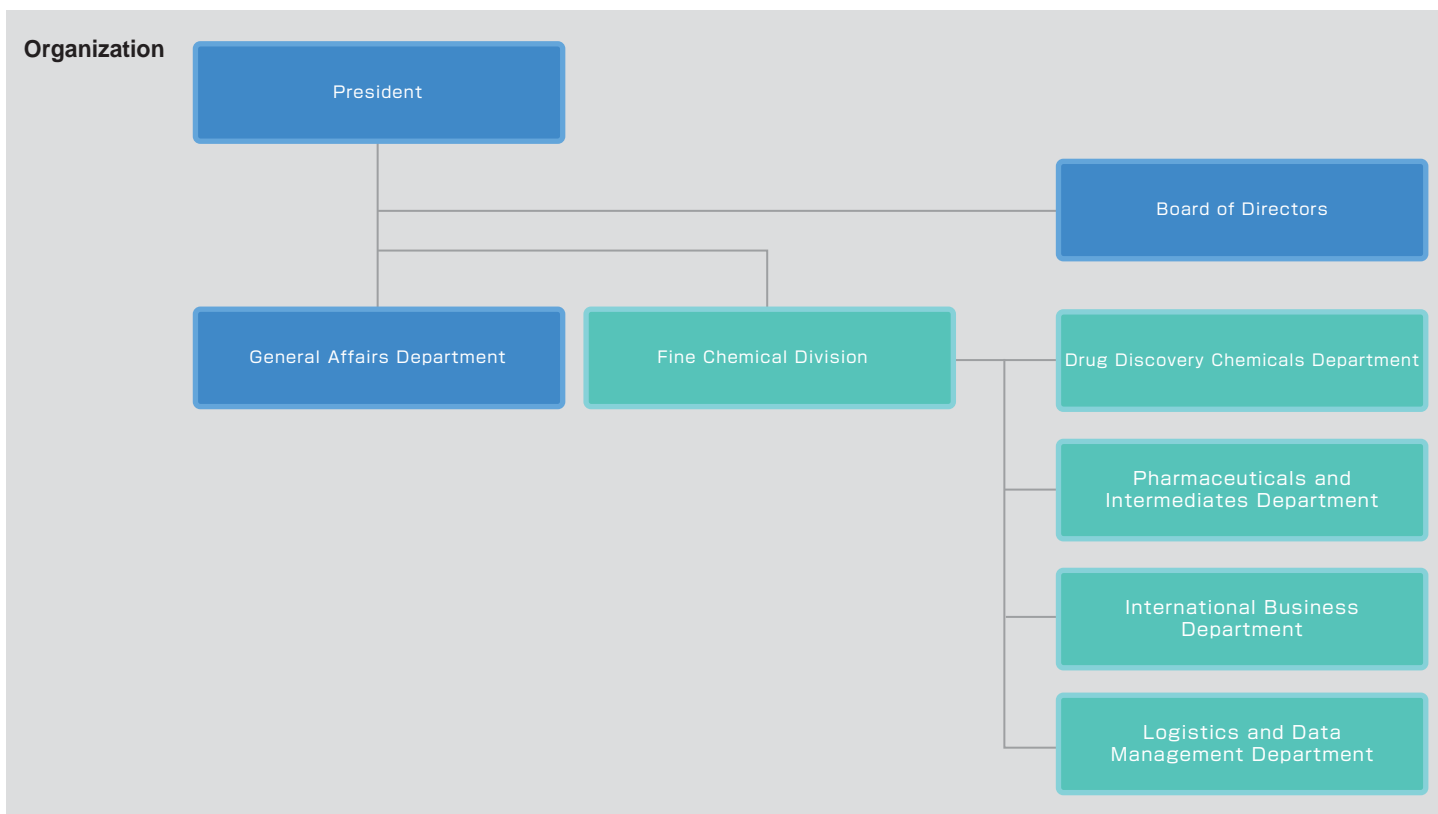 Organization
President
Board of Directors
General Affairs Department
Fine Chemical Division
Drug Discovery Chemicals Department
Pharmaceuticals and
Intermediates Department
International Business
Department
Logistics and Data
Management Department